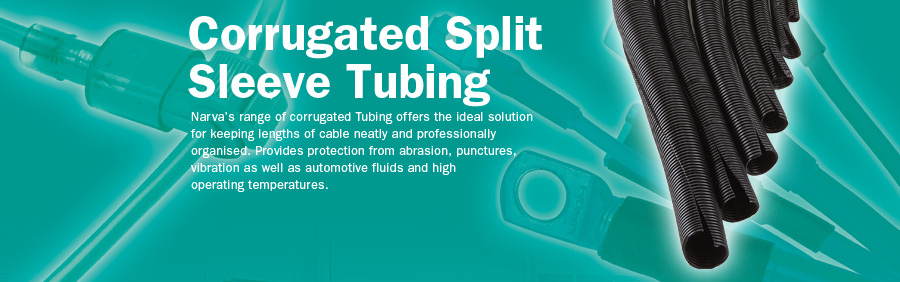 Corrugated Split
Sleeve Tubing
Narva's range of corrugated Tubing offers the ideal solution
for keeping lengths of cable neatly and professionally
organised. Provides protection from abrasion, punctures,
vibration as well as automotive fluids and high
operating temperatures.